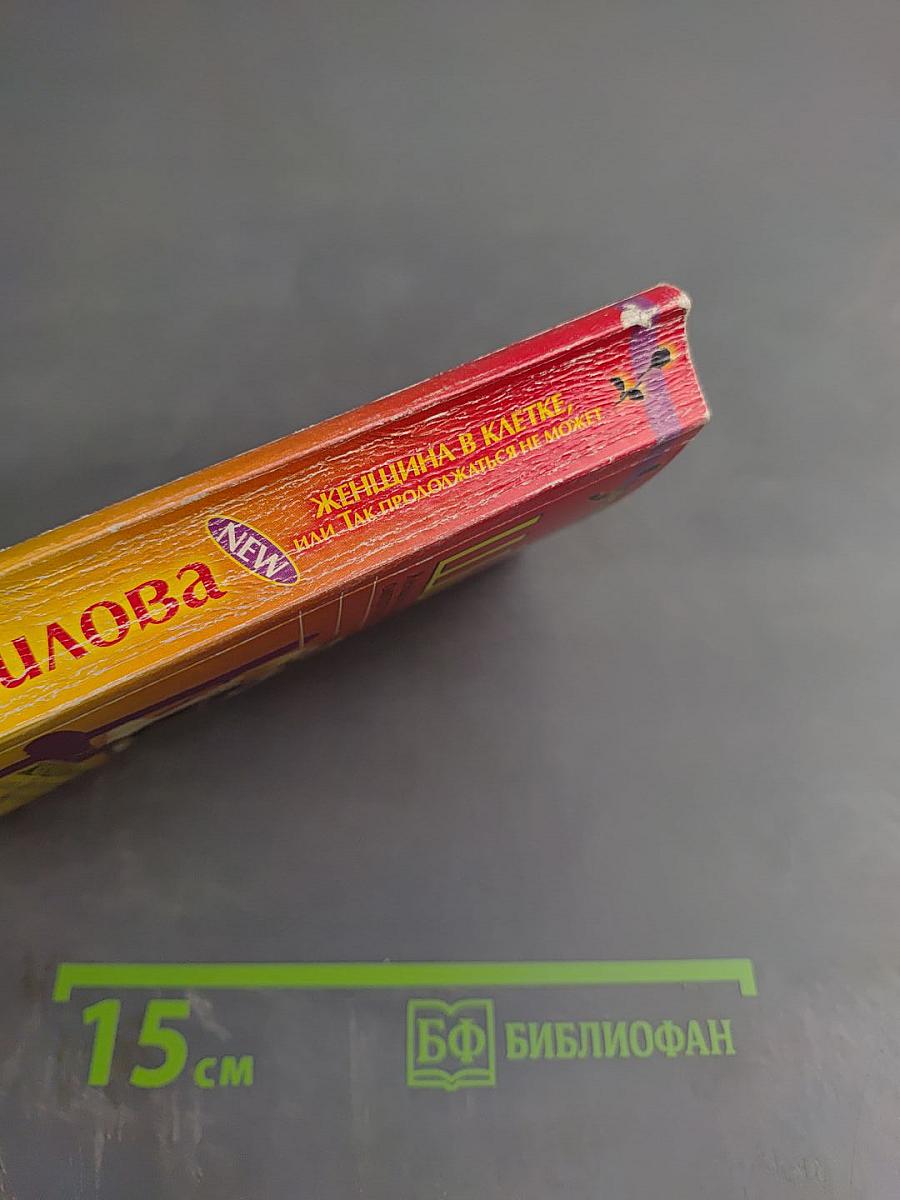 ЖЕНЩИНА В КЛЕТКЕ,
ИЛИ ТАК ПРОДОЛЖАТЬСЯ НЕ МОЖЕТ
NEW
илова
15 см
БФ БИБЛИОФАН